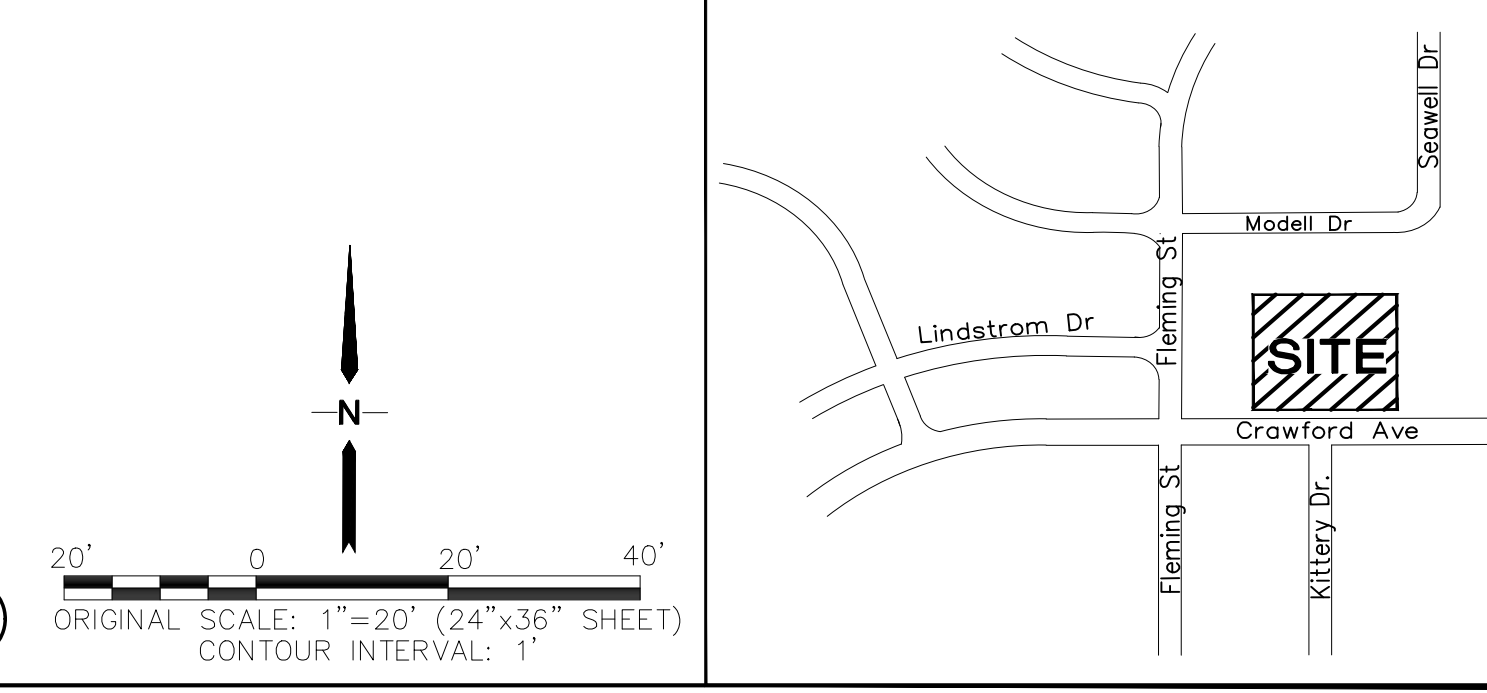 N
20' 0 20' 40'
ORIGINAL SCALE: 1"=20' (24"x36" SHEET)
CONTOUR INTERVAL: 1'
Seawell Dr
Modell Dr
Fleming St
Lindstrom Dr
SITE
Crawford Ave
Fleming St
Kittery Dr.